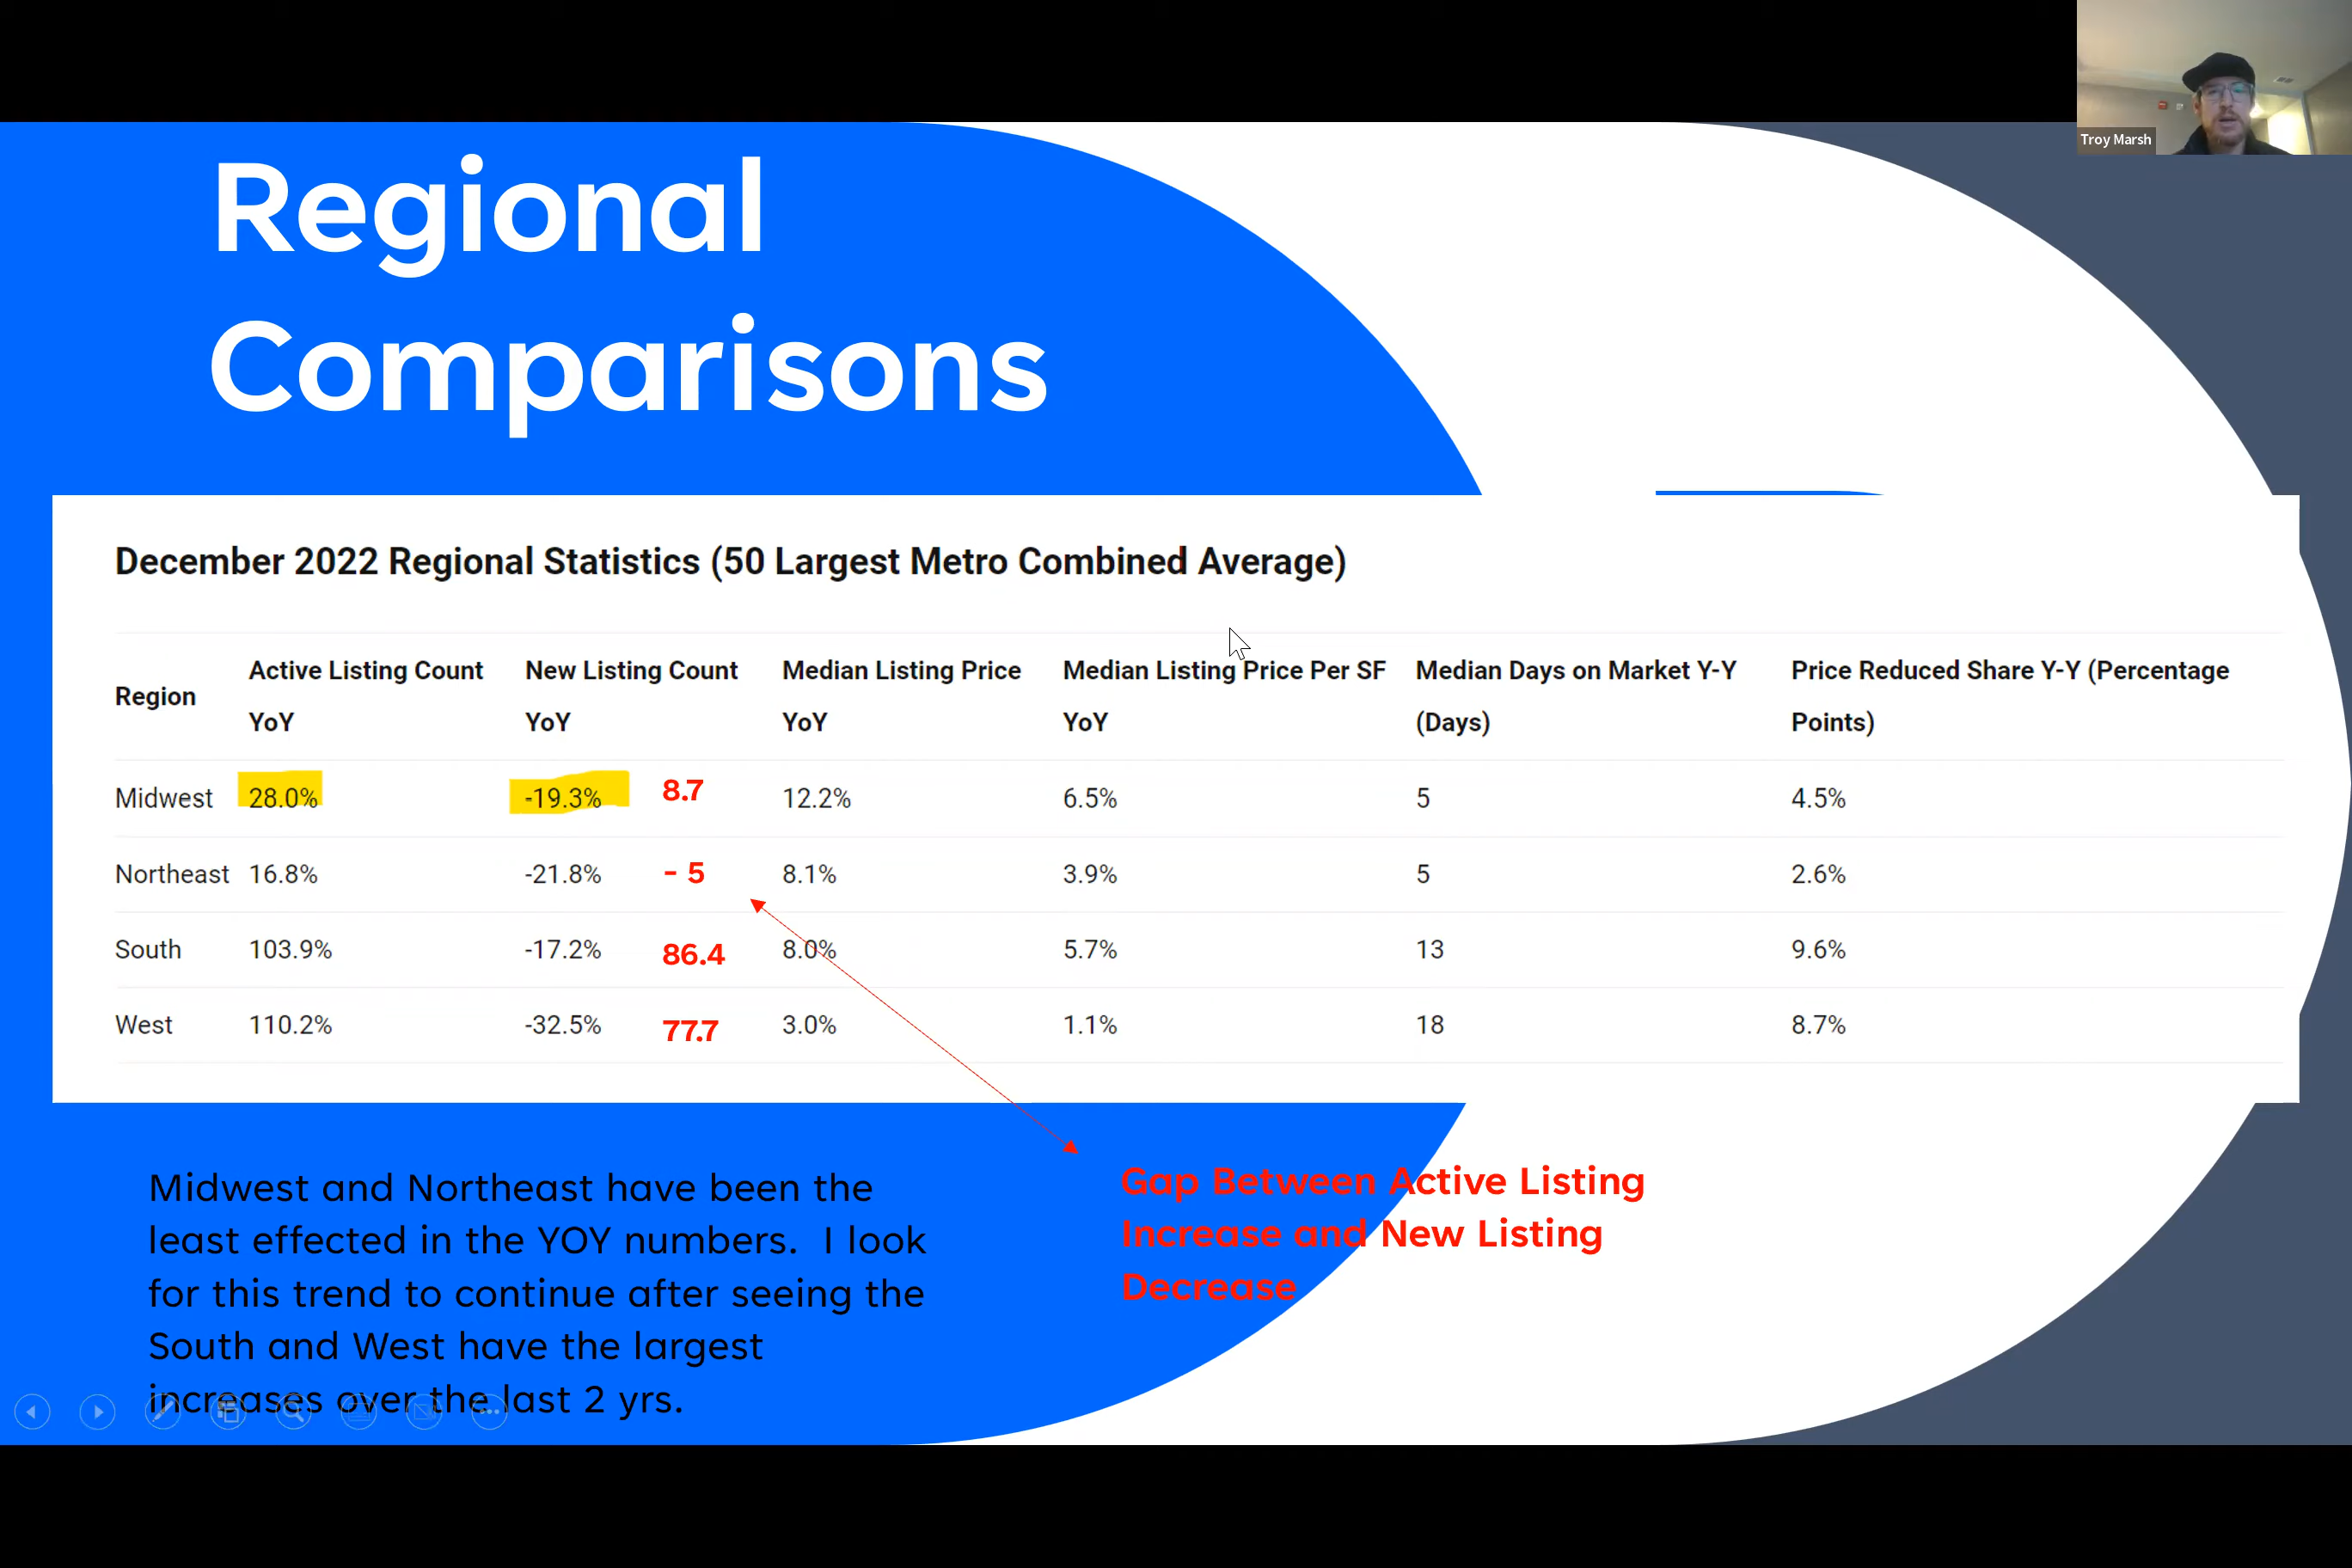 Troy Marsh
Regional
Comparisons
December 2022 Regional Statistics (50 Largest Metro Combined Average)
Region Active Listing Count YoY New Listing Count YoY Median Listing Price YoY Median Listing Price Per SF YoY Median Days on Market Y-Y (Days) Price Reduced Share Y-Y (Percentage Points)
Midwest 28.0% -19.3% 8.7 12.2% 6.5% 5 4.5%
Northeast 16.8% -21.8% - 5 8.1% 3.9% 5 2.6%
South 103.9% -17.2% 86.4 8.0% 5.7% 13 9.6%
West 110.2% -32.5% 77.7 3.0% 1.1% 18 8.7%
Midwest and Northeast have been the
least effected in the YOY numbers. I look
for this trend to continue after seeing the
South and West have the largest
increases over the last 2 yrs.
Gap Between Active Listing
Increase and New Listing
Decrease